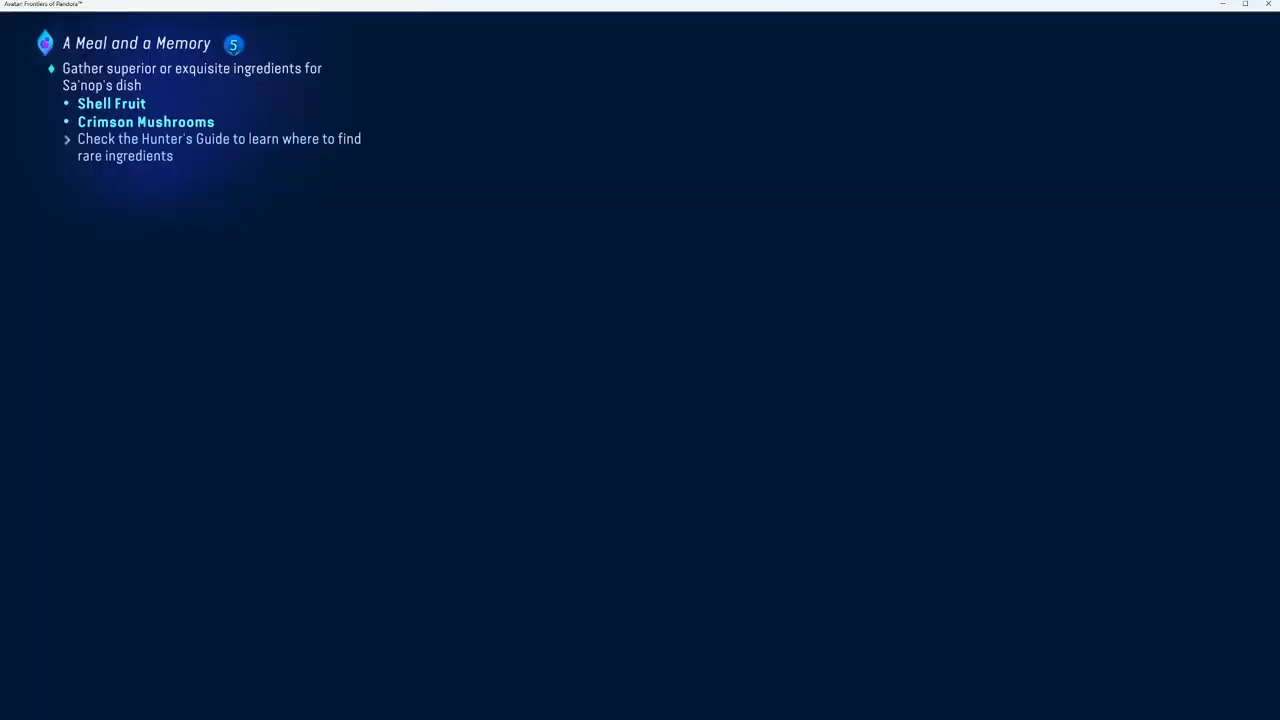 Avatar: Frontiers of Pandora™
A Meal and a Memory 5
Gather superior or exquisite ingredients for
Sa'nop's dish
• Shell Fruit
• Crimson Mushrooms
Check the Hunter's Guide to learn where to find
rare ingredients